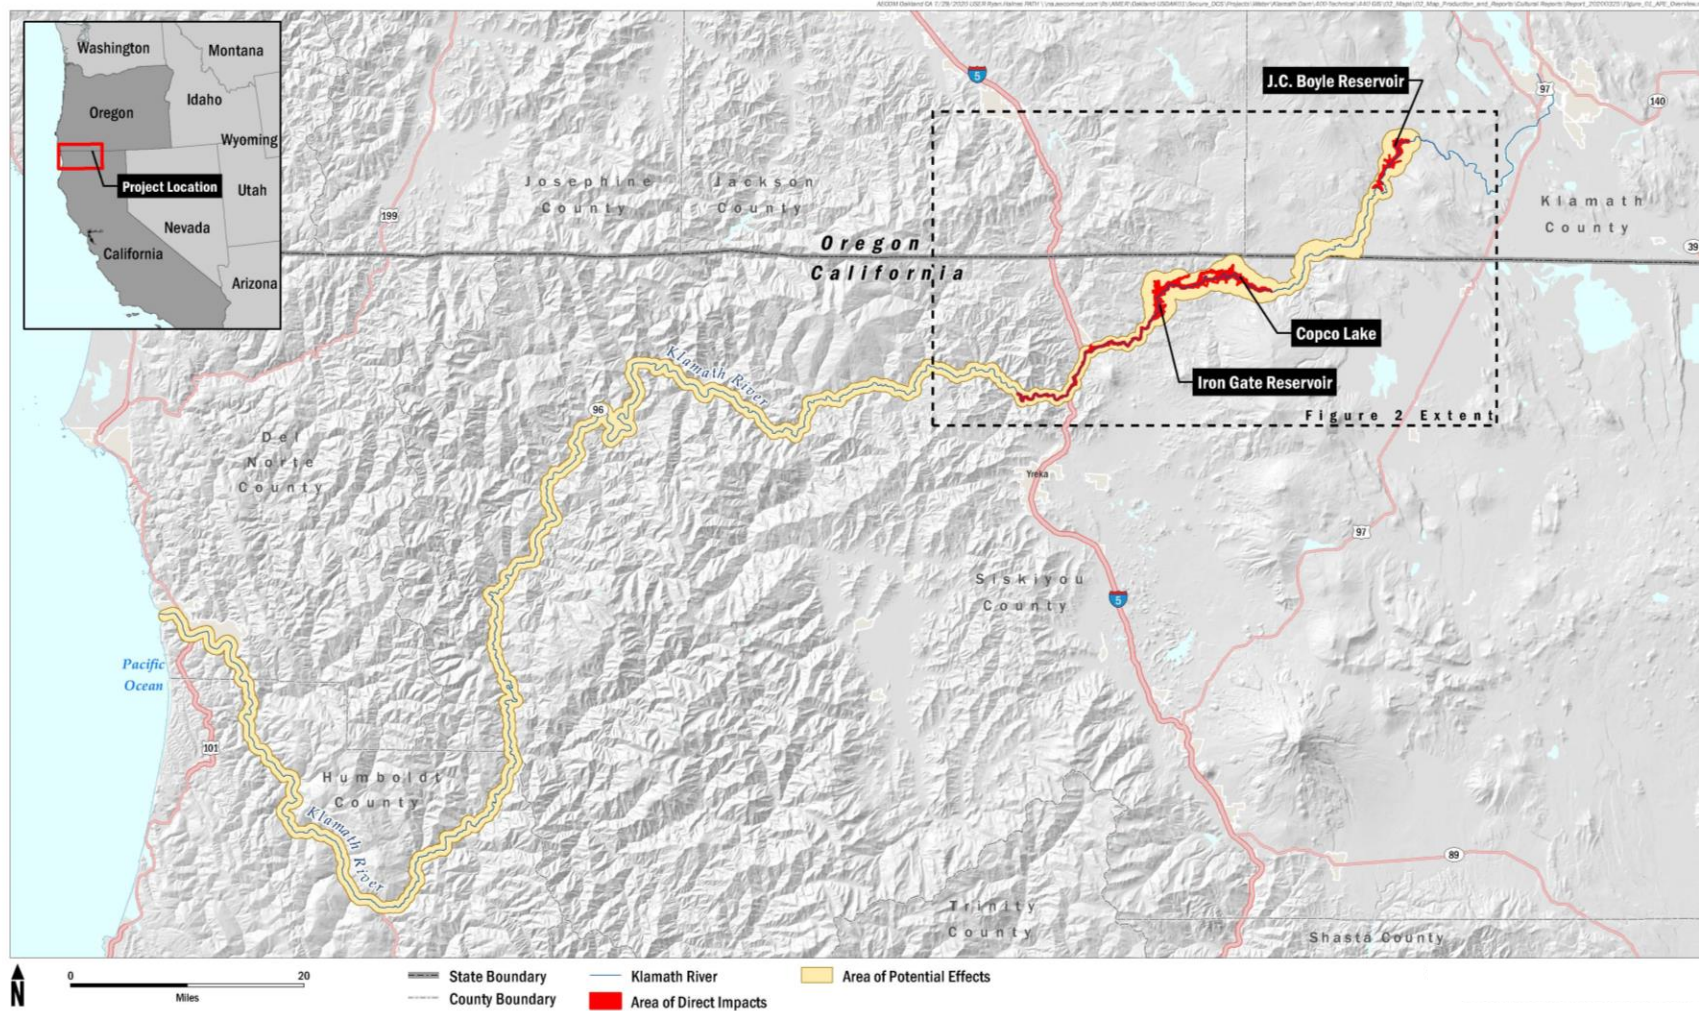 Washington
Montana
Oregon
Idaho
Wyoming
Project Location
Utah
Nevada
California
Arizona
5
J.C. Boyle Reservoir
97
140
Josephine
County
Jackson
County
199
Klamath
County
39
Oregon
California
Copco Lake
Iron Gate Reservoir
Figure 2 Extent
Klamath River
96
Del
Norte
County
Yreka
97
Siskiyou
County
5
Pacific
Ocean
101
Humboldt
County
Klamath River
89
Trinity
County
Shasta County
N
0
20
Miles
State Boundary
County Boundary
Klamath River
Area of Direct Impacts
Area of Potential Effects